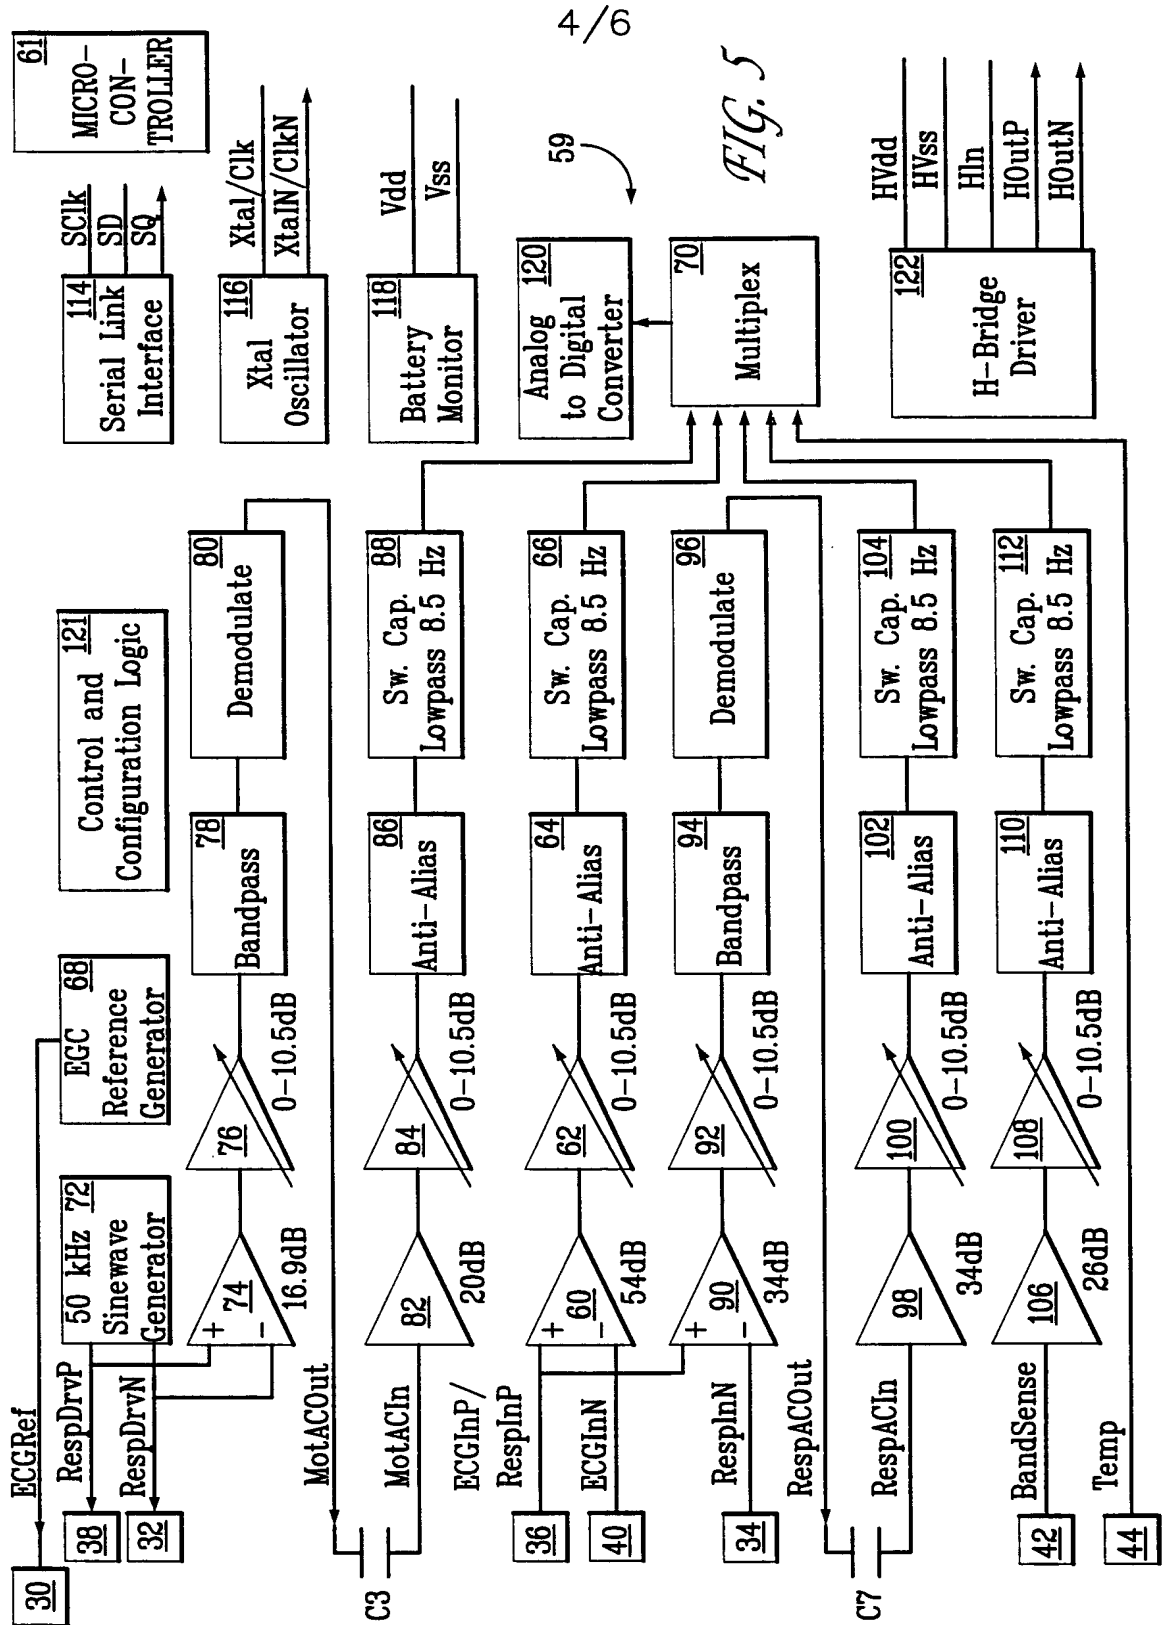 4/6
FIG. 5
59
61
MICRO-
CON-
TROLLER
114
Serial Link
Interface
SClk
SD
SQ
116
Xtal
Oscillator
Xtal/Clk
XtalN/ClkN
118
Battery
Monitor
Vdd
Vss
120
Analog
to Digital
Converter
70
Multiplex
122
H-Bridge
Driver
HVdd
HVss
HIn
HOutP
HOutN
121
Control and
Configuration Logic
68
EGC
Reference
Generator
50 kHz 72
Sinewave
Generator
ECGRef
30
RespDrvP
38
RespDrvN
32
+
-
74
16.9dB
76
0-10.5dB
78
Bandpass
80
Demodulate
MotACOut
C3
MotACIn
82
20dB
84
0-10.5dB
86
Anti-Alias
88
Sw. Cap.
Lowpass 8.5 Hz
ECGInP/
RespInP
36
ECGInN
40
+
-
60
54dB
62
0-10.5dB
64
Anti-Alias
66
Sw. Cap.
Lowpass 8.5 Hz
RespInN
34
+
-
90
34dB
92
0-10.5dB
94
Bandpass
96
Demodulate
RespACOut
C7
RespACIn
98
34dB
100
0-10.5dB
102
Anti-Alias
104
Sw. Cap.
Lowpass 8.5 Hz
BandSense
42
106
26dB
108
0-10.5dB
110
Anti-Alias
112
Sw. Cap.
Lowpass 8.5 Hz
Temp
44